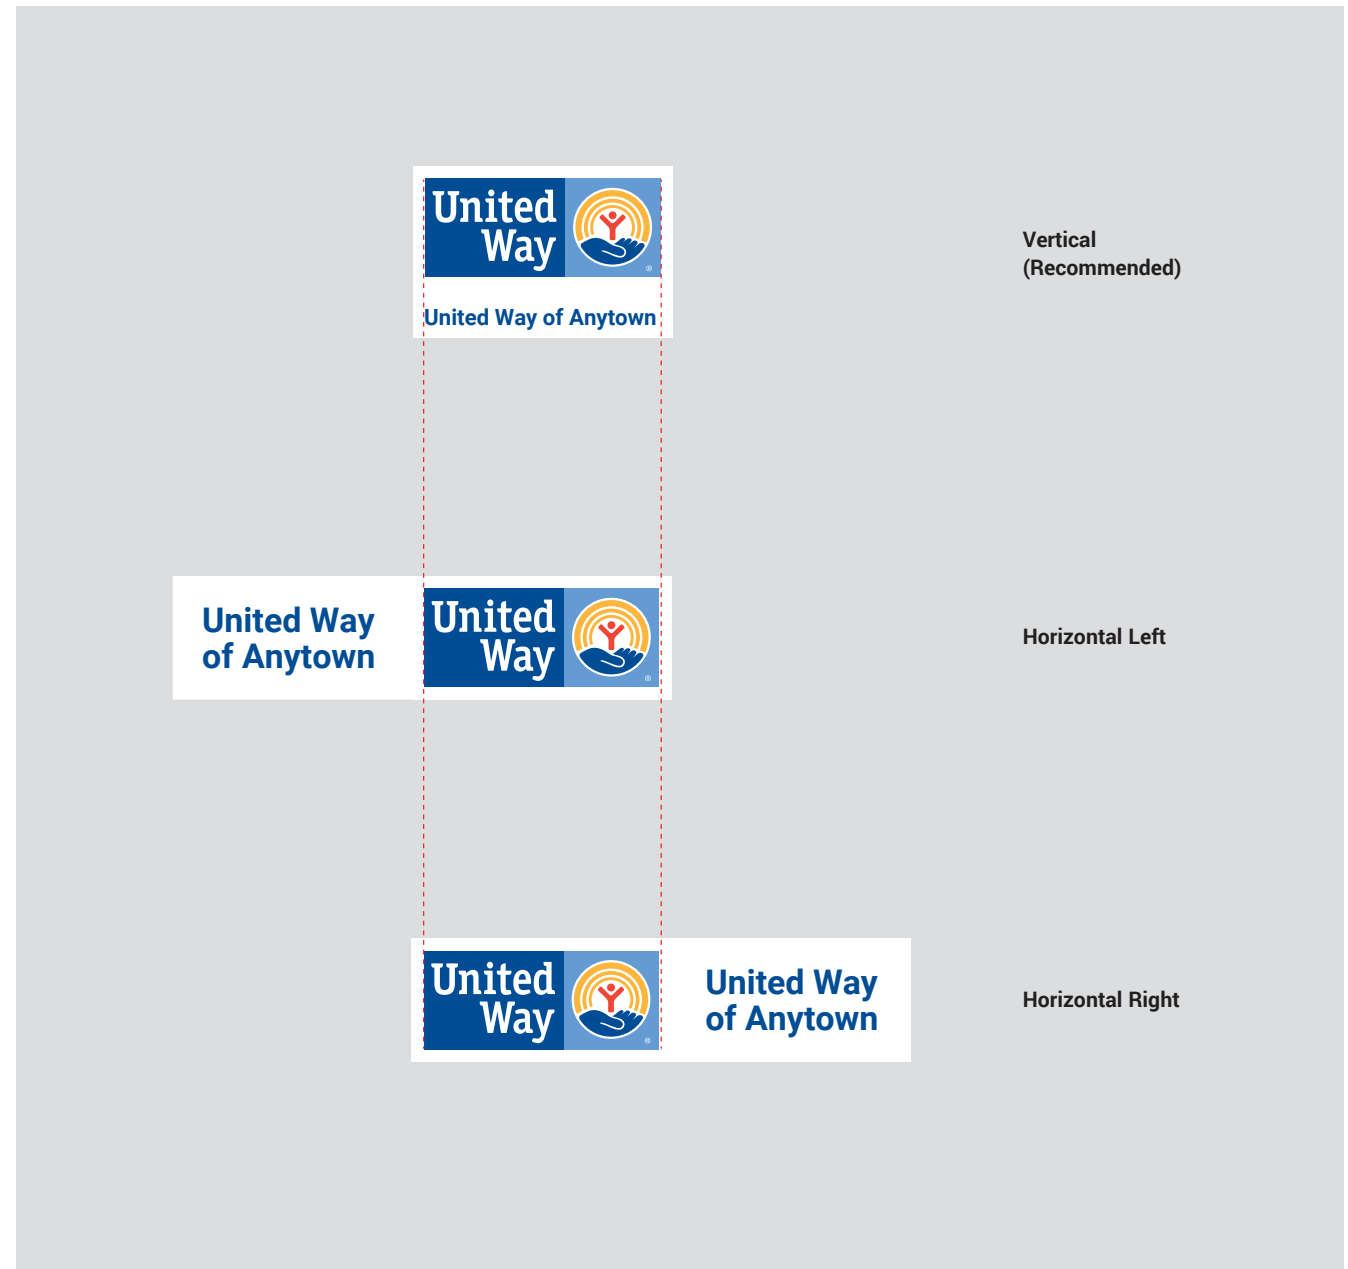 United
Way
®
United Way of Anytown
Vertical
(Recommended)
United Way
of Anytown
United
Way
®
Horizontal Left
United
Way
®
United Way
of Anytown
Horizontal Right